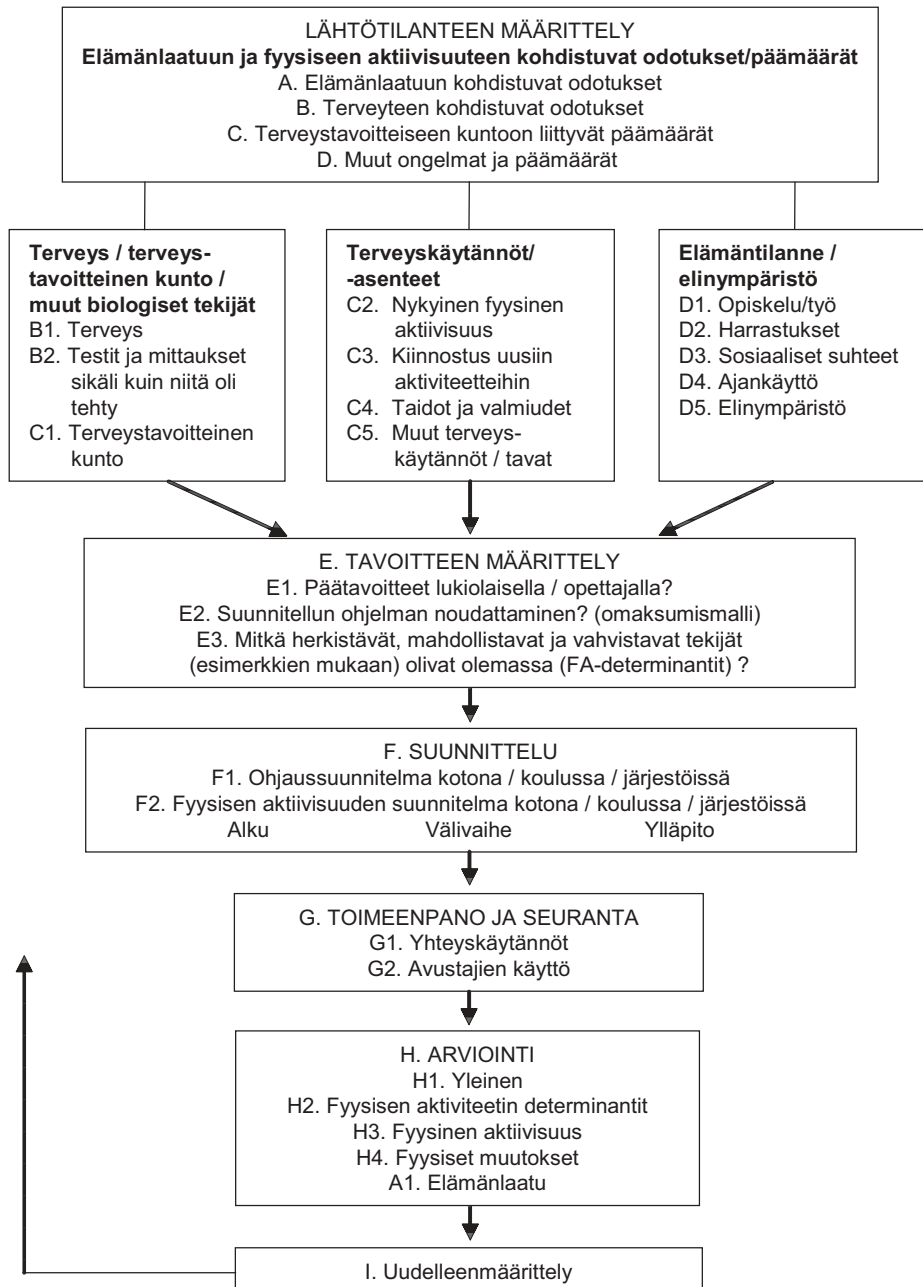 LÄHTÖTILANTEEN MÄÄRITTELY
Elämänlaatuun ja fyysiseen aktiivisuuteen kohdistuvat odotukset/päämäärät
A. Elämänlaatuun kohdistuvat odotukset
B. Terveyteen kohdistuvat odotukset
C. Terveystavoitteiseen kuntoon liittyvät päämäärät
D. Muut ongelmat ja päämäärät
Terveys / terveys-
tavoitteinen kunto /
muut biologiset tekijät
B1. Terveys
B2. Testit ja mittaukset
sikäli kuin niitä oli
tehty
C1. Terveystavoitteinen
kunto
Terveyskäytännöt/
-asenteet
C2. Nykyinen fyysinen
aktiivisuus
C3. Kiinnostus uusiin
aktiviteetteihin
C4. Taidot ja valmiudet
C5. Muut terveys-
käytännöt / tavat
Elämäntilanne /
elinympäristö
D1. Opiskelu/työ
D2. Harrastukset
D3. Sosiaaliset suhteet
D4. Ajankäyttö
D5. Elinympäristö
E. TAVOITTEEN MÄÄRITTELY
E1. Päätavoitteet lukiolaisella / opettajalla?
E2. Suunnitellun ohjelman noudattaminen? (omaksumismalli)
E3. Mitkä herkistävät, mahdollistavat ja vahvistavat tekijät
(esimerkkien mukaan) olivat olemassa (FA-determinantit) ?
F. SUUNNITTELU
F1. Ohjaussuunnitelma kotona / koulussa / järjestöissä
F2. Fyysisen aktiivisuuden suunnitelma kotona / koulussa / järjestöissä
Alku Välivaihe Ylläpito
G. TOIMEENPANO JA SEURANTA
G1. Yhteyskäytännöt
G2. Avustajien käyttö
H. ARVIOINTI
H1. Yleinen
H2. Fyysisen aktiviteetin determinantit
H3. Fyysinen aktiivisuus
H4. Fyysiset muutokset
A1. Elämänlaatu
I. Uudelleenmäärittely